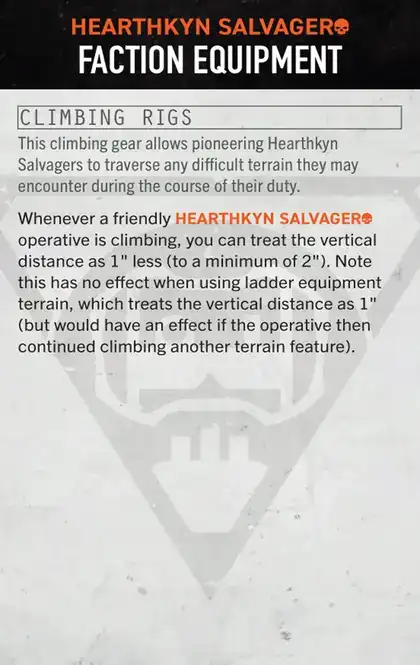 HEARTHKYN SALVAGER
FACTION EQUIPMENT
CLIMBING RIGS
This climbing gear allows pioneering Hearthkyn
Salvagers to traverse any difficult terrain they may
encounter during the course of their duty.
Whenever a friendly HEARTHKYN SALVAGER
operative is climbing, you can treat the vertical
distance as 1" less (to a minimum of 2"). Note
this has no effect when using ladder equipment
terrain, which treats the vertical distance as 1"
(but would have an effect if the operative then
continued climbing another terrain feature).